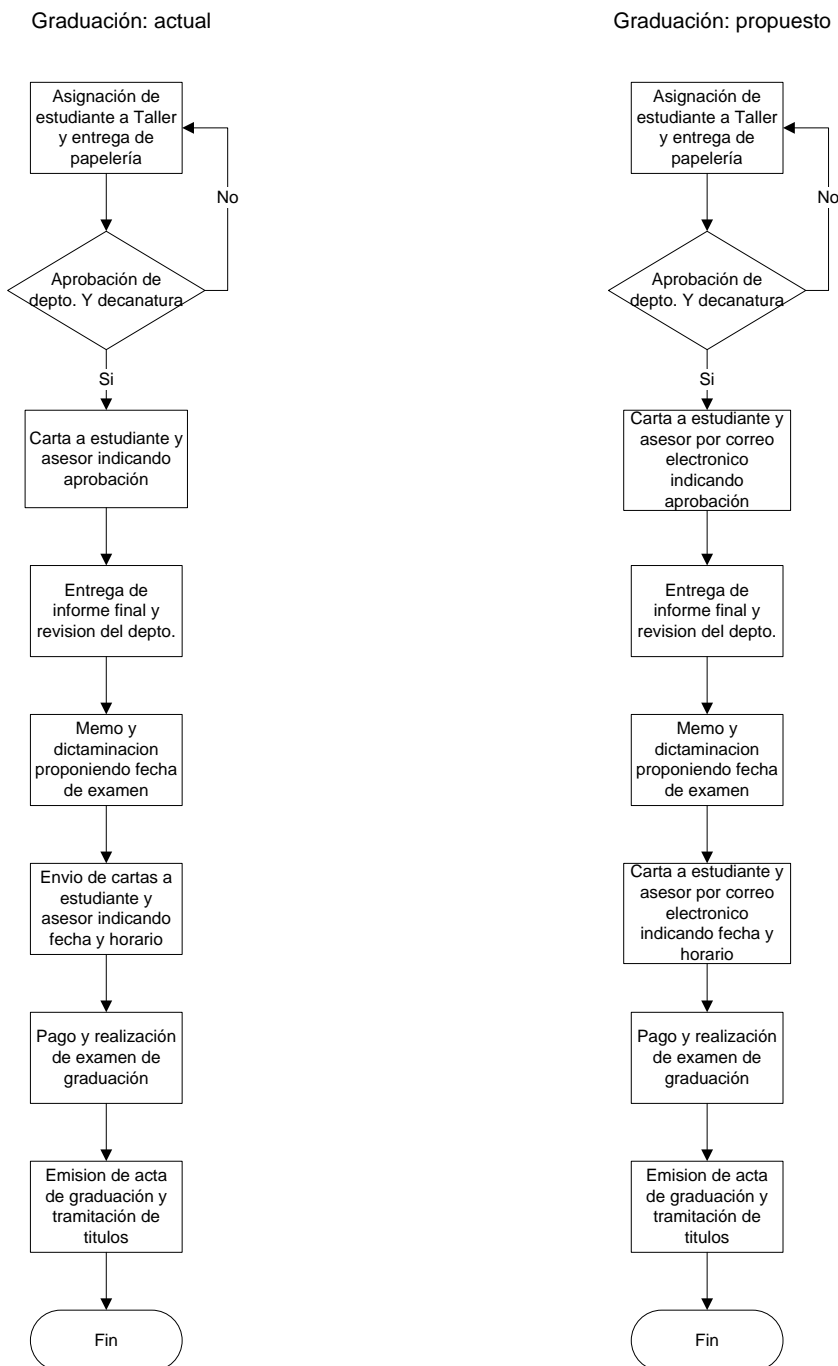 Graduación: actual
Asignación de
estudiante a Taller
y entrega de
papelería
No
Aprobación de
depto. Y decanatura
Si
Carta a estudiante y
asesor indicando
aprobación
Entrega de
informe final y
revision del depto.
Memo y
dictaminacion
proponiendo fecha
de examen
Envio de cartas a
estudiante y
asesor indicando
fecha y horario
Pago y realización
de examen de
graduación
Emision de acta
de graduación y
tramitación de
titulos
Fin
Graduación: propuesto
Asignación de
estudiante a Taller
y entrega de
papelería
No
Aprobación de
depto. Y decanatura
Si
Carta a estudiante y
asesor por correo
electronico
indicando
aprobación
Entrega de
informe final y
revision del depto.
Memo y
dictaminacion
proponiendo fecha
de examen
Carta a estudiante y
asesor por correo
electronico
indicando fecha y
horario
Pago y realización
de examen de
graduación
Emision de acta
de graduación y
tramitación de
titulos
Fin